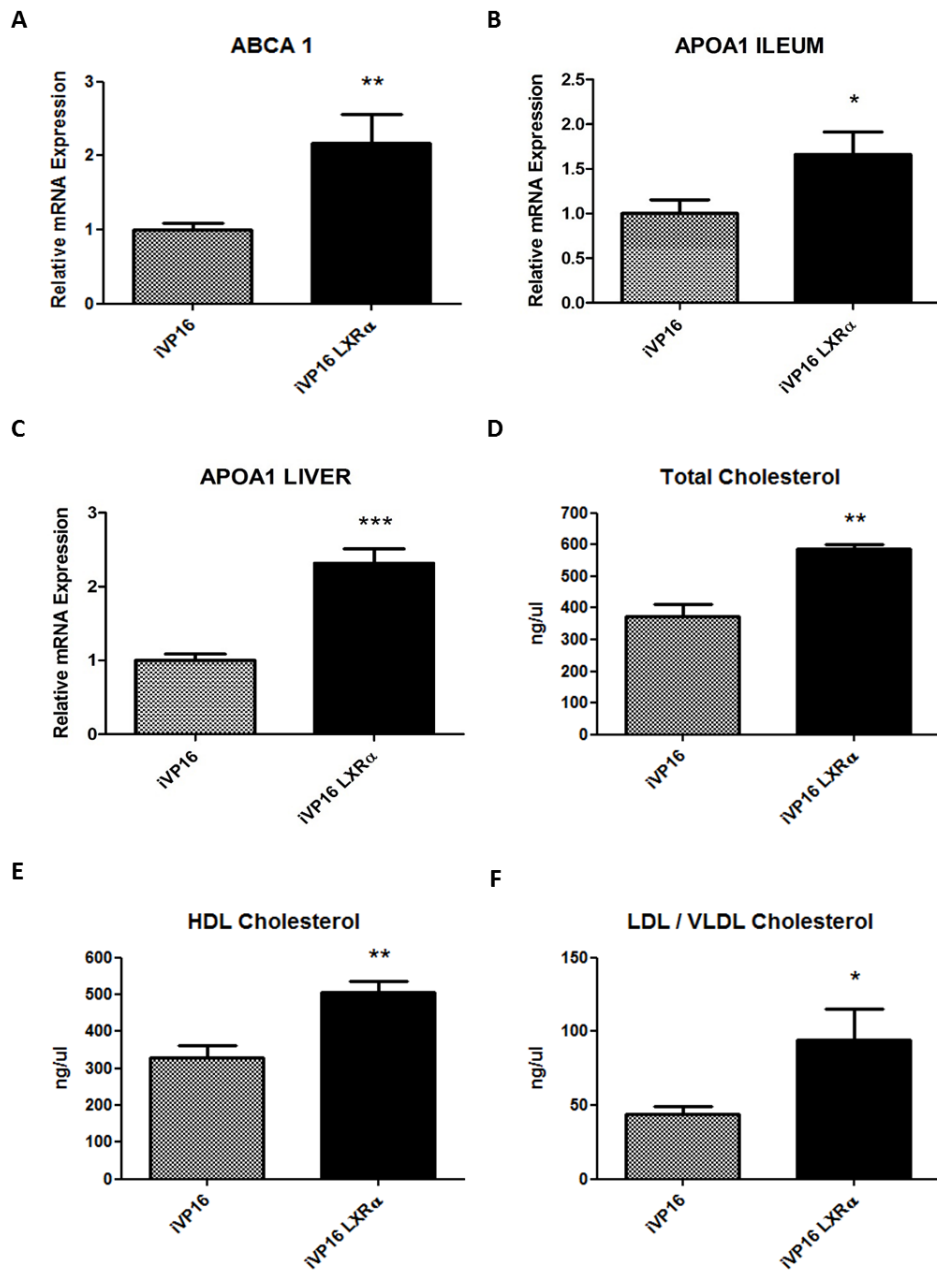 A
ABCA 1
**
Relative mRNA Expression
3
2
1
0
iVP16
iVP16 LXRα
B
APOA1 ILEUM
*
Relative mRNA Expression
2.5
2.0
1.5
1.0
0.5
0.0
iVP16
iVP16 LXRα
C
APOA1 LIVER
***
Relative mRNA Expression
3
2
1
0
iVP16
iVP16 LXRα
D
Total Cholesterol
**
ng/ul
700
600
500
400
300
200
100
0
iVP16
iVP16 LXRα
E
HDL Cholesterol
**
ng/ul
600
500
400
300
200
100
0
iVP16
iVP16 LXRα
F
LDL / VLDL Cholesterol
*
ng/ul
150
100
50
0
iVP16
iVP16 LXRα